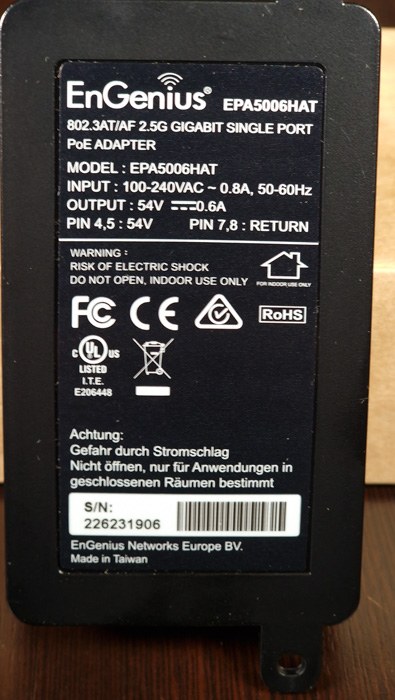 EnGenius® EPA5006HAT
802.3AT/AF 2.5G GIGABIT SINGLE PORT
PoE ADAPTER
MODEL : EPA5006HAT
INPUT : 100-240VAC ~ 0.8A, 50-60Hz
OUTPUT : 54V ⎓0.6A
PIN 4,5 : 54V PIN 7,8 : RETURN
WARNING :
RISK OF ELECTRIC SHOCK
DO NOT OPEN, INDOOR USE ONLY
FOR INDOOR USE ONLY
FC CE RoHS
c UL US
LISTED
I.T.E.
E206448
Achtung:
Gefahr durch Stromschlag
Nicht öffnen, nur für Anwendungen in
geschlossenen Räumen bestimmt
S/N:
226231906
EnGenius Networks Europe BV.
Made in Taiwan